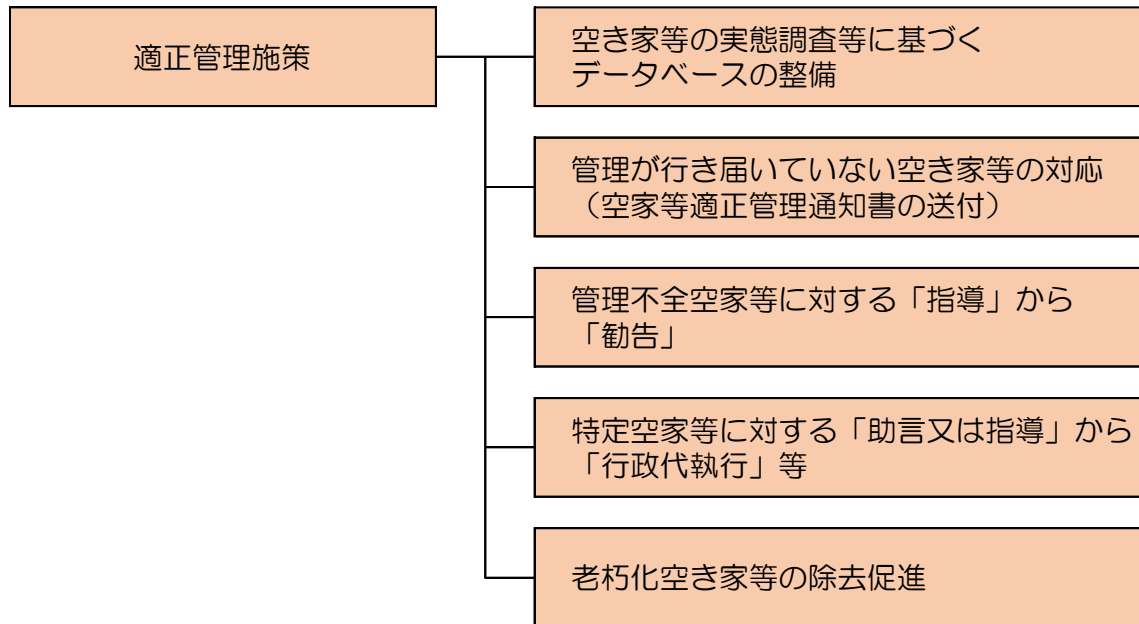 適正管理施策
空き家等の実態調査等に基づく
データベースの整備
管理が行き届いていない空き家等の対応
（空家等適正管理通知書の送付）
管理不全空家等に対する「指導」から
「勧告」
特定空家等に対する「助言又は指導」から
「行政代執行」等
老朽化空き家等の除去促進